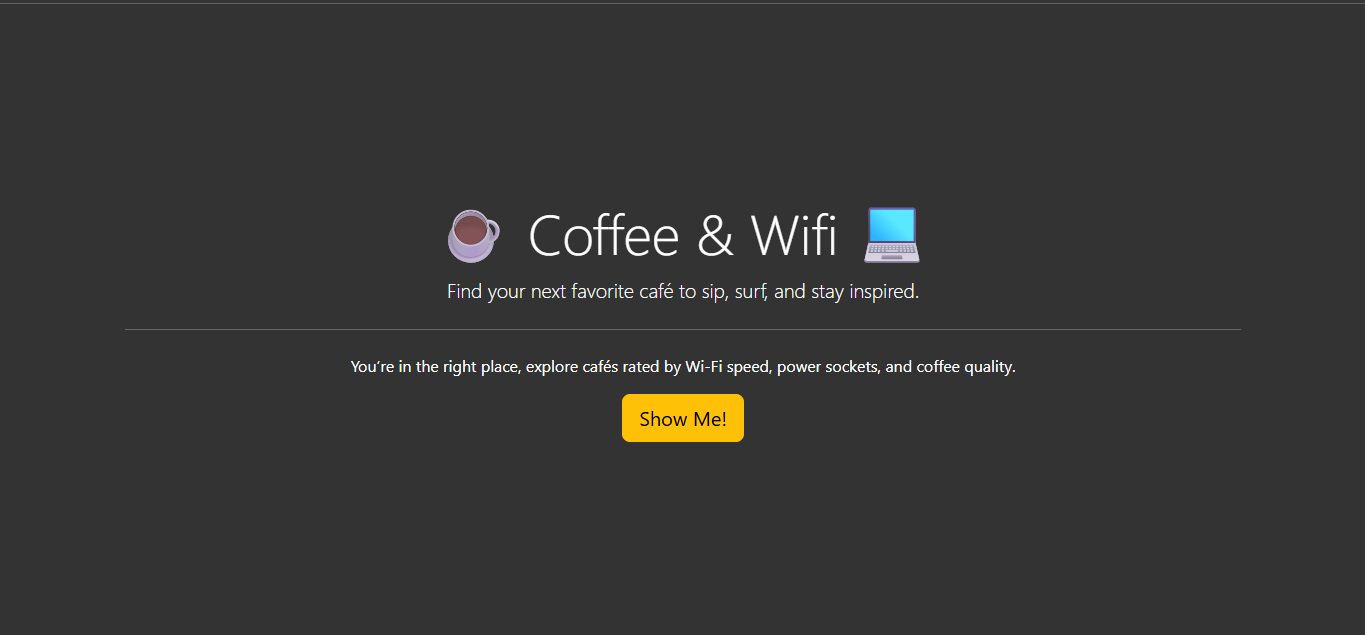 Coffee & Wifi
Find your next favorite café to sip, surf, and stay inspired.
You're in the right place, explore cafés rated by Wi-Fi speed, power sockets, and coffee quality.
Show Me!